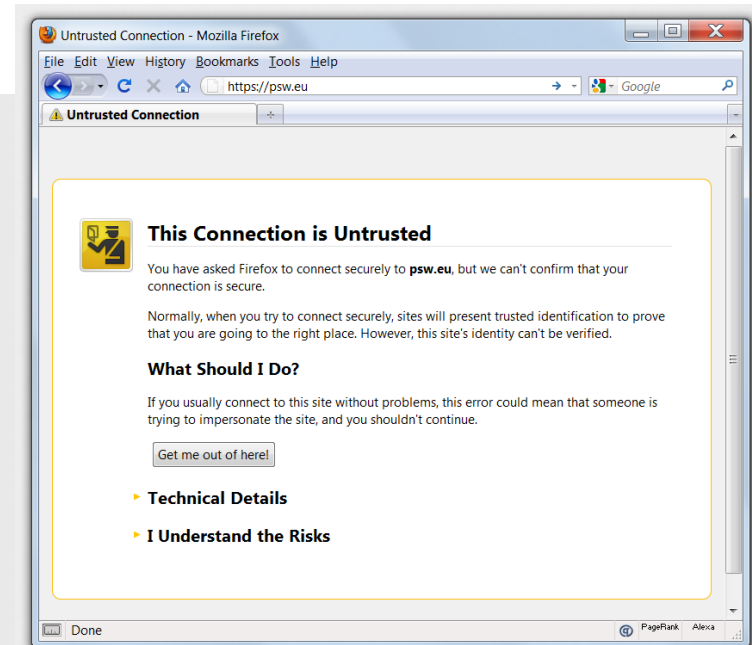 Untrusted Connection - Mozilla Firefox
File Edit View History Bookmarks Tools Help
https://psw.eu Google
Untrusted Connection
This Connection is Untrusted
You have asked Firefox to connect securely to psw.eu, but we can't confirm that your
connection is secure.
Normally, when you try to connect securely, sites will present trusted identification to prove
that you are going to the right place. However, this site's identity can't be verified.
What Should I Do?
If you usually connect to this site without problems, this error could mean that someone is
trying to impersonate the site, and you shouldn't continue.
Get me out of here!
Technical Details
I Understand the Risks
Done @ PageRank Alexa